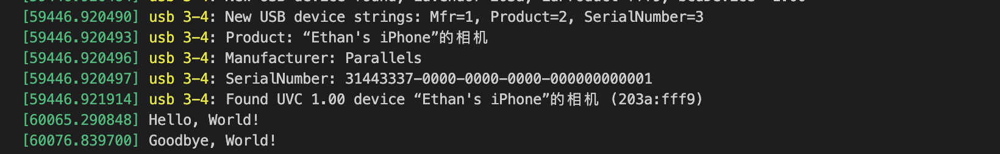 [59446.920490] usb 3-4: New USB device strings: Mfr=1, Product=2, SerialNumber=3
[59446.920493] usb 3-4: Product: “Ethan's iPhone”的相机
[59446.920496] usb 3-4: Manufacturer: Parallels
[59446.920497] usb 3-4: SerialNumber: 31443337-0000-0000-0000-000000000001
[59446.921914] usb 3-4: Found UVC 1.00 device “Ethan's iPhone”的相机 (203a:fff9)
[60065.290848] Hello, World!
[60076.839700] Goodbye, World!